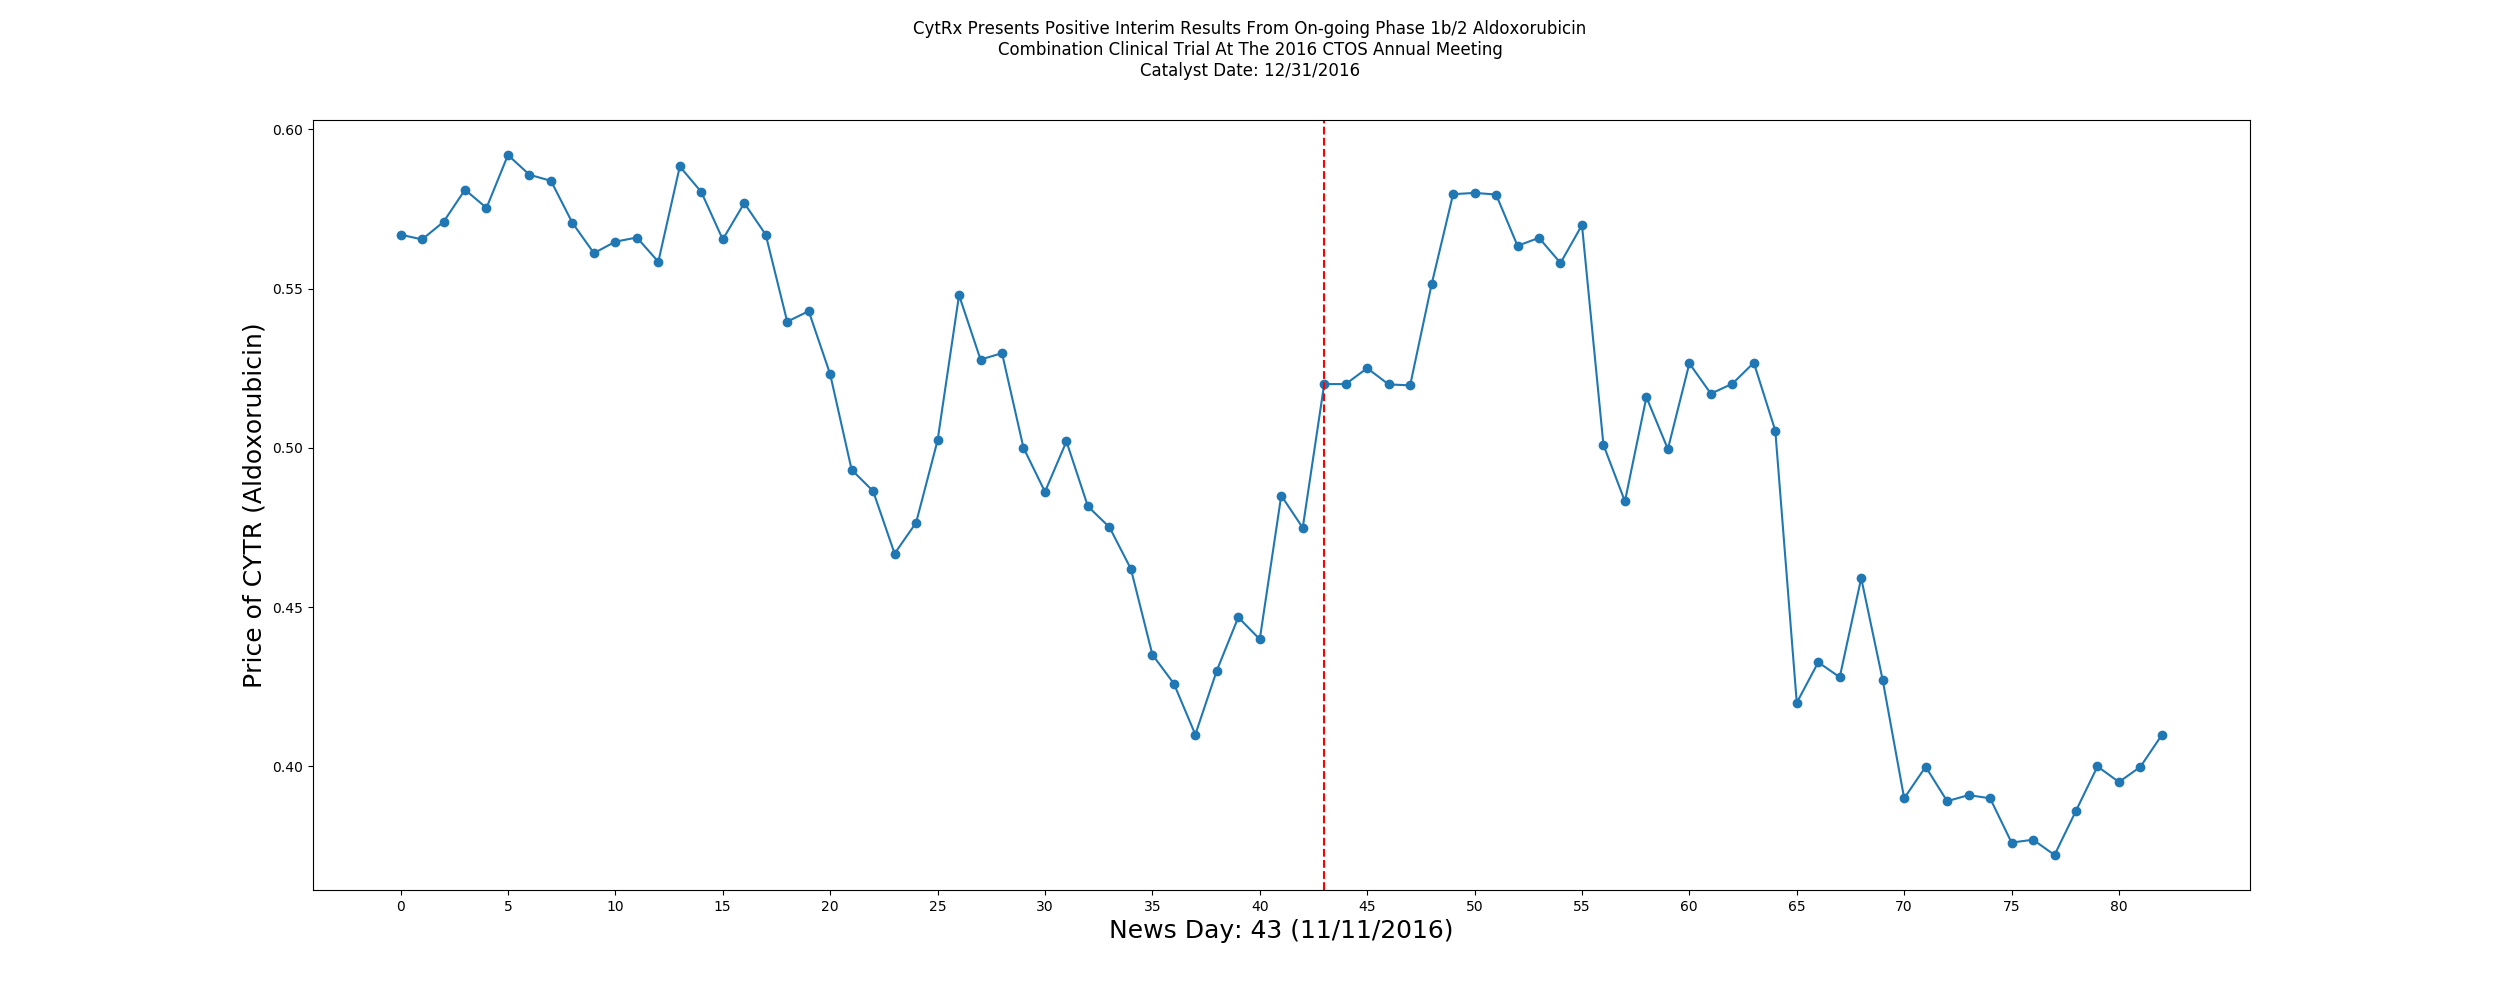 CytRx Presents Positive Interim Results From On-going Phase 1b/2 Aldoxorubicin
Combination Clinical Trial At The 2016 CTOS Annual Meeting
Catalyst Date: 12/31/2016
Price of CYTR (Aldoxorubicin)
0.60
0.55
0.50
0.45
0.40
0 5 10 15 20 25 30 35 40 45 50 55 60 65 70 75 80
News Day: 43 (11/11/2016)